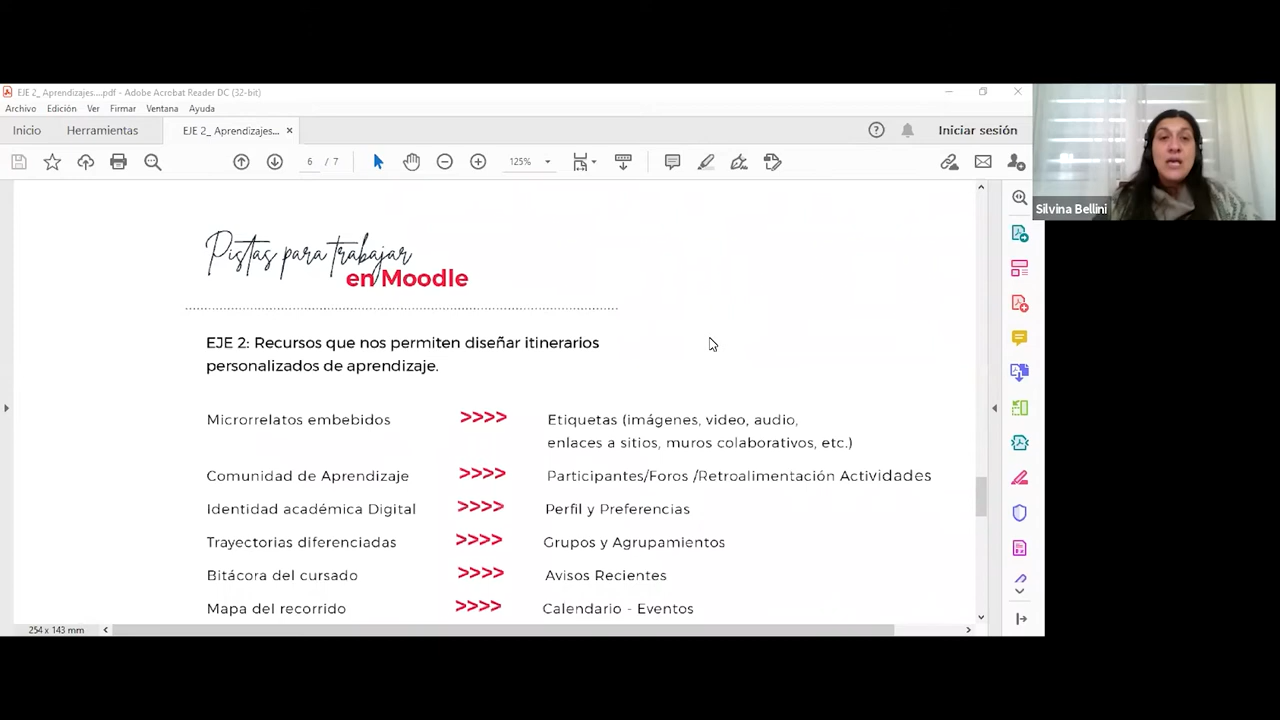 EJE 2_ Aprendizajes....pdf - Adobe Acrobat Reader DC (32-bit)
Archivo Edición Ver Firmar Ventana Ayuda
Inicio Herramientas EJE 2_ Aprendizajes... × Iniciar sesión
6 / 7 125%
Silvina Bellini
Pistas para trabajar
en Moodle
EJE 2: Recursos que nos permiten diseñar itinerarios
personalizados de aprendizaje.
Microrrelatos embebidos >>>> Etiquetas (imágenes, video, audio,
enlaces a sitios, muros colaborativos, etc.)
Comunidad de Aprendizaje >>>> Participantes/Foros /Retroalimentación Actividades
Identidad académica Digital >>>> Perfil y Preferencias
Trayectorias diferenciadas >>>> Grupos y Agrupamientos
Bitácora del cursado >>>> Avisos Recientes
Mapa del recorrido >>>> Calendario - Eventos
254 x 143 mm